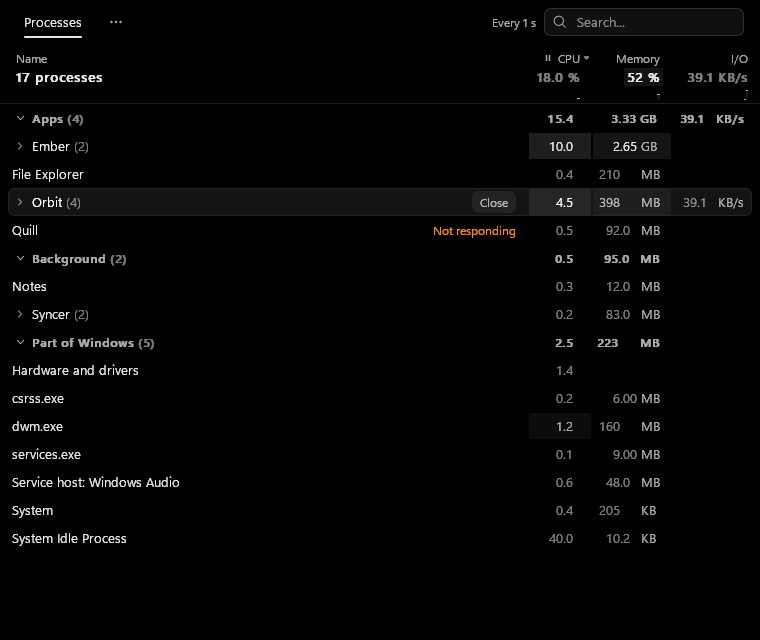 Processes ··· Every 1 s Search...
Name CPU Memory I/O
17 processes 18.0 % 52 % 39.1 KB/s
Apps (4) 15.4 3.33 GB 39.1 KB/s
Ember (2) 10.0 2.65 GB
File Explorer 0.4 210 MB
Orbit (4) Close 4.5 398 MB 39.1 KB/s
Quill Not responding 0.5 92.0 MB
Background (2) 0.5 95.0 MB
Notes 0.3 12.0 MB
Syncer (2) 0.2 83.0 MB
Part of Windows (5) 2.5 223 MB
Hardware and drivers 1.4
csrss.exe 0.2 6.00 MB
dwm.exe 1.2 160 MB
services.exe 0.1 9.00 MB
Service host: Windows Audio 0.6 48.0 MB
System 0.4 205 KB
System Idle Process 40.0 10.2 KB